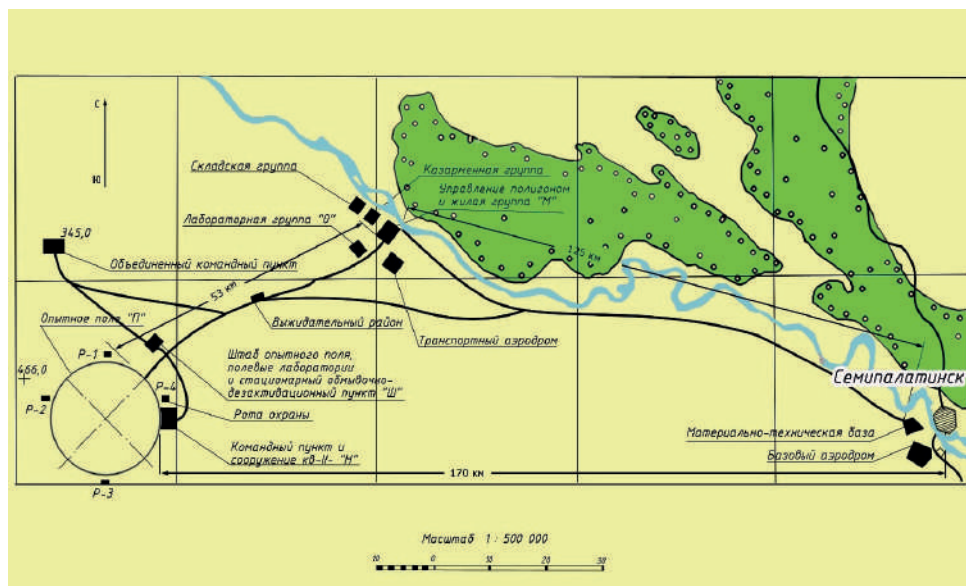 С
Ю
Складская группа
Казарменная группа
Управление полигоном
и жилая группа "М"
Лабораторная группа "О"
345,0
Объединенный командный пункт
125 км
53 км
Опытное поле "П"
Выжидательный район
Транспортный аэродром
Р-1
Штаб опытного поля,
полевые лаборатории
и стационарный обмывочно-
дезактивационный пункт "Ш"
466,0
Р-4
Р-2
Рота охраны
Семипалатинск
Командный пункт и
Материально-техническая база
Базовый аэродром
170 км
Р-3
Масштаб 1 : 500 000
10 0 10 20 30